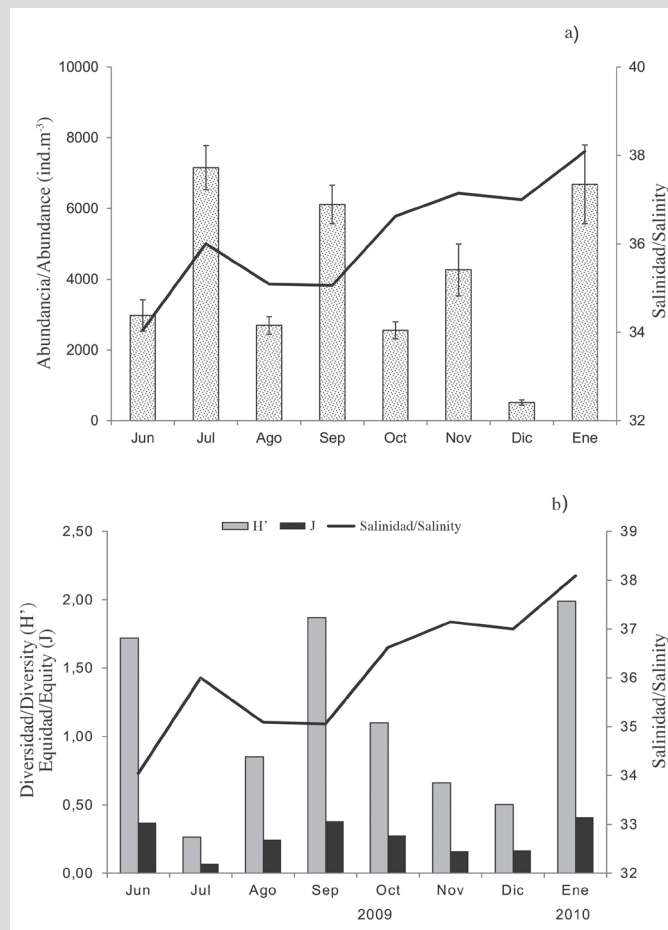 a)
Abundancia/Abundance (ind.m-3)
10000
8000
6000
4000
2000
0
40
38
36
34
32
Salinidad/Salinity
Jun Jul Ago Sep Oct Nov Dic Ene
b)
H' J Salinidad/Salinity
Diversidad/Diversity (H')
Equidad/Equity (J)
2,50
2,00
1,50
1,00
0,50
0,00
39
38
37
36
35
34
33
32
Salinidad/Salinity
Jun Jul Ago Sep Oct Nov Dic Ene
2009 2010